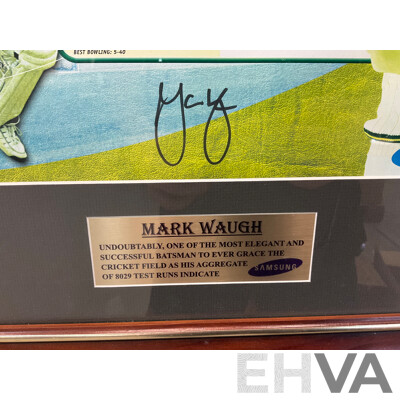 BEST BOWLING: 5-40
MARK WAUGH
UNDOUBTABLY, ONE OF THE MOST ELEGANT AND
SUCCESSFUL BATSMAN TO EVER GRACE THE
CRICKET FIELD AS HIS AGGREGATE
OF 8029 TEST RUNS INDICATE
SAMSUNG
EHVA